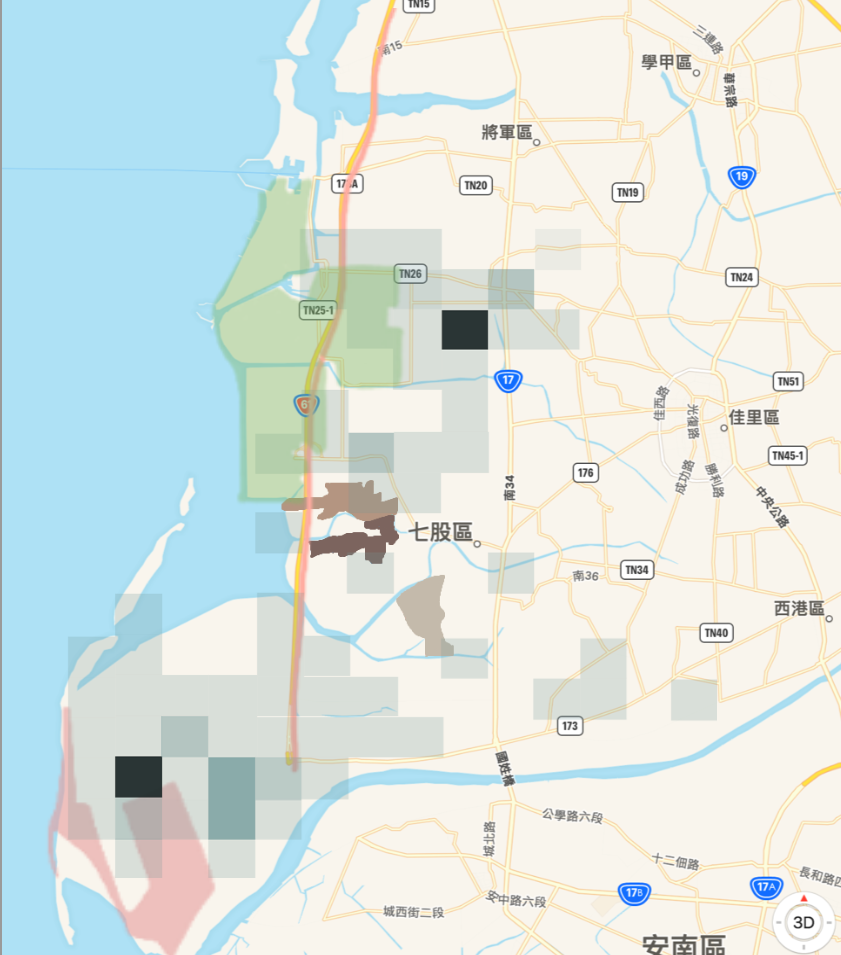 TN15
南15
三連路
學甲區
華宗路
將軍區
19
TN20
TN19
TN26
TN24
TN25-1
17
TN51
佳西路
光復路
佳里區
TN45-1
176
成功路
勝利路
中央公路
南34
七股區
南36
TN34
西港區
TN40
173
國姓橋
公學路六段
城北路
十二佃路
長和路四
17B
17A
安中路六段
城西街二段
安南區
3D